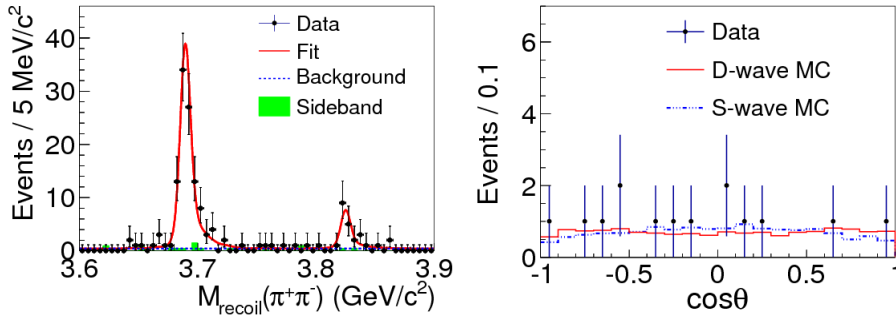 Events / 5 MeV/c²
40
30
20
10
0
Data
Fit
Background
Sideband
3.6 3.7 3.8 3.9
M_recoil(π⁺π⁻) (GeV/c²)
Events / 0.1
6
4
2
0
Data
D-wave MC
S-wave MC
-1 -0.5 0 0.5 1
cosθ